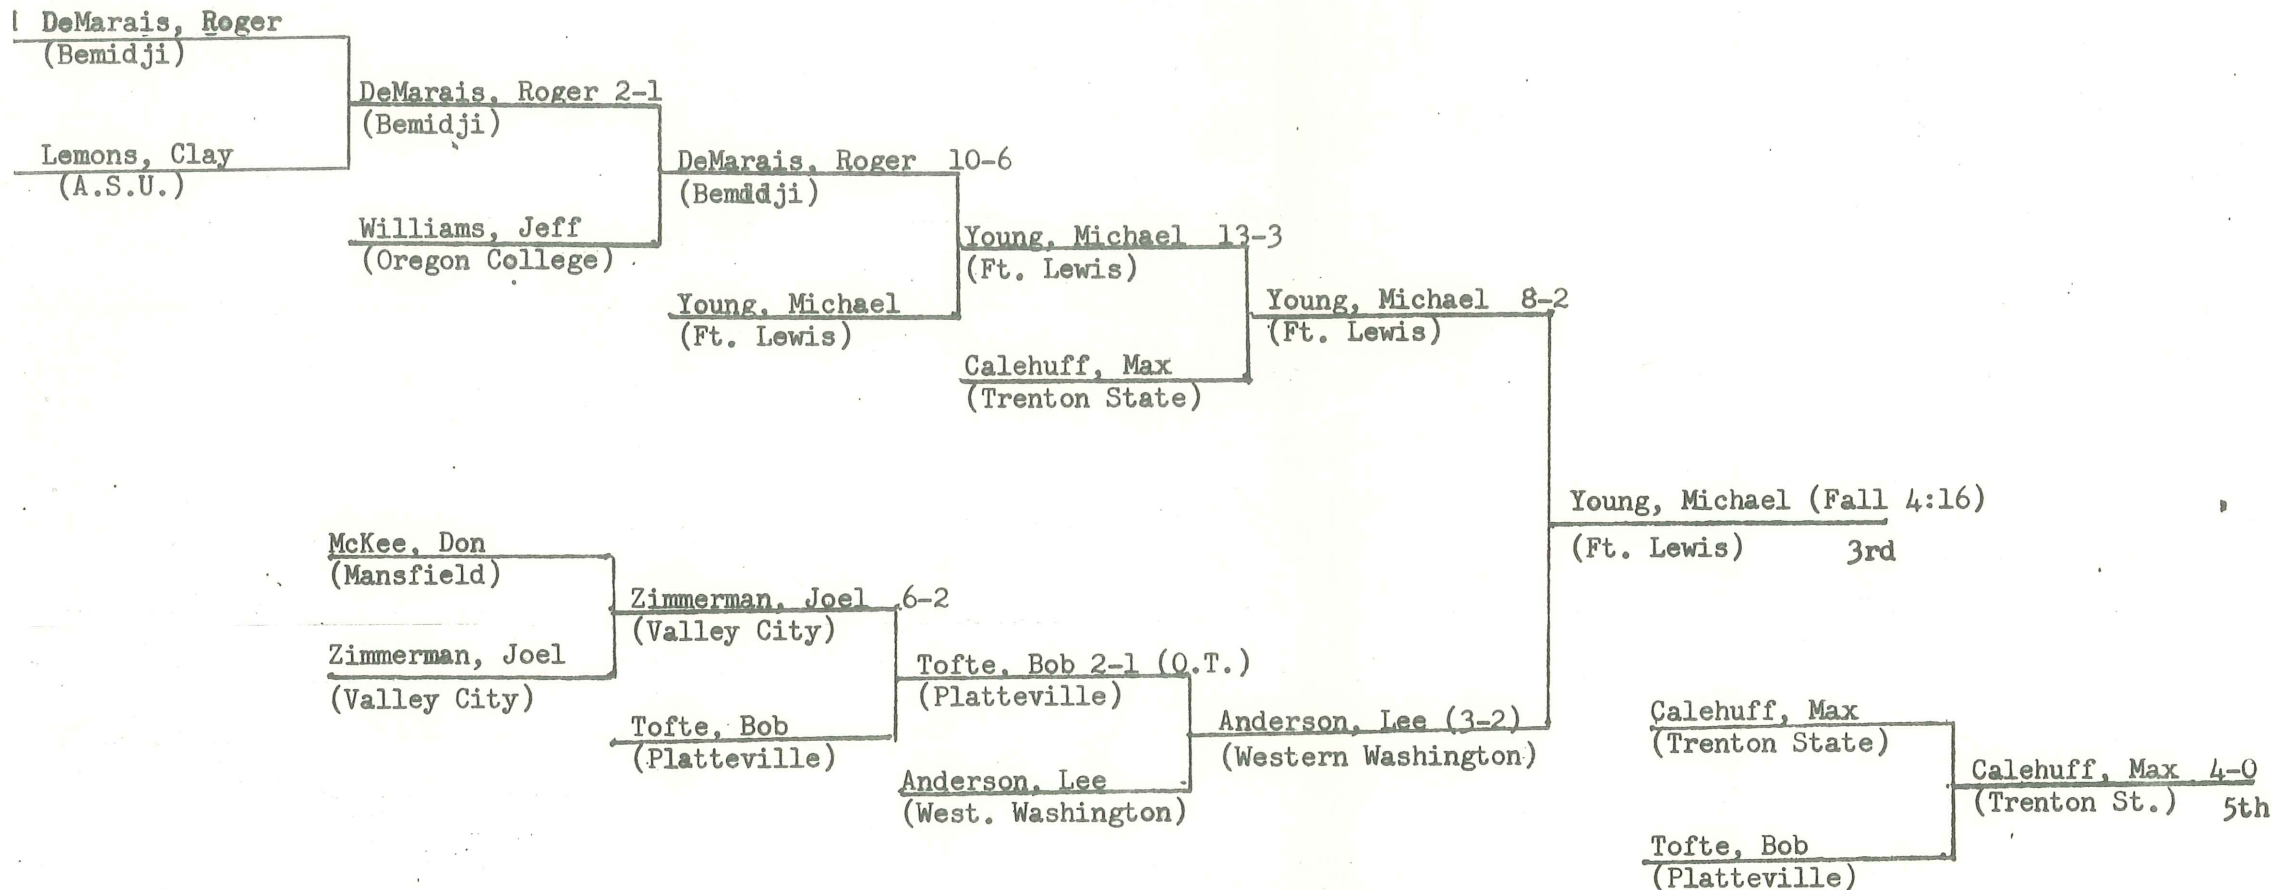 DeMarais, Roger
(Bemidji)
DeMarais, Roger 2-1
(Bemidji)
Lemons, Clay
(A.S.U.)
DeMarais, Roger 10-6
(Bemddji)
Williams, Jeff
(Oregon College)
Young, Michael 13-3
(Ft. Lewis)
Young, Michael
(Ft. Lewis)
Young, Michael 8-2
(Ft. Lewis)
Calehuff, Max
(Trenton State)
Young, Michael (Fall 4:16)
(Ft. Lewis) 3rd
McKee, Don
(Mansfield)
Zimmerman, Joel 6-2
(Valley City)
Zimmerman, Joel
(Valley City)
Tofte, Bob 2-1 (O.T.)
(Platteville)
Tofte, Bob
(Platteville)
Anderson, Lee (3-2)
(Western Washington)
Anderson, Lee
(West. Washington)
Calehuff, Max
(Trenton State)
Calehuff, Max 4-0
(Trenton St.) 5th
Tofte, Bob
(Platteville)